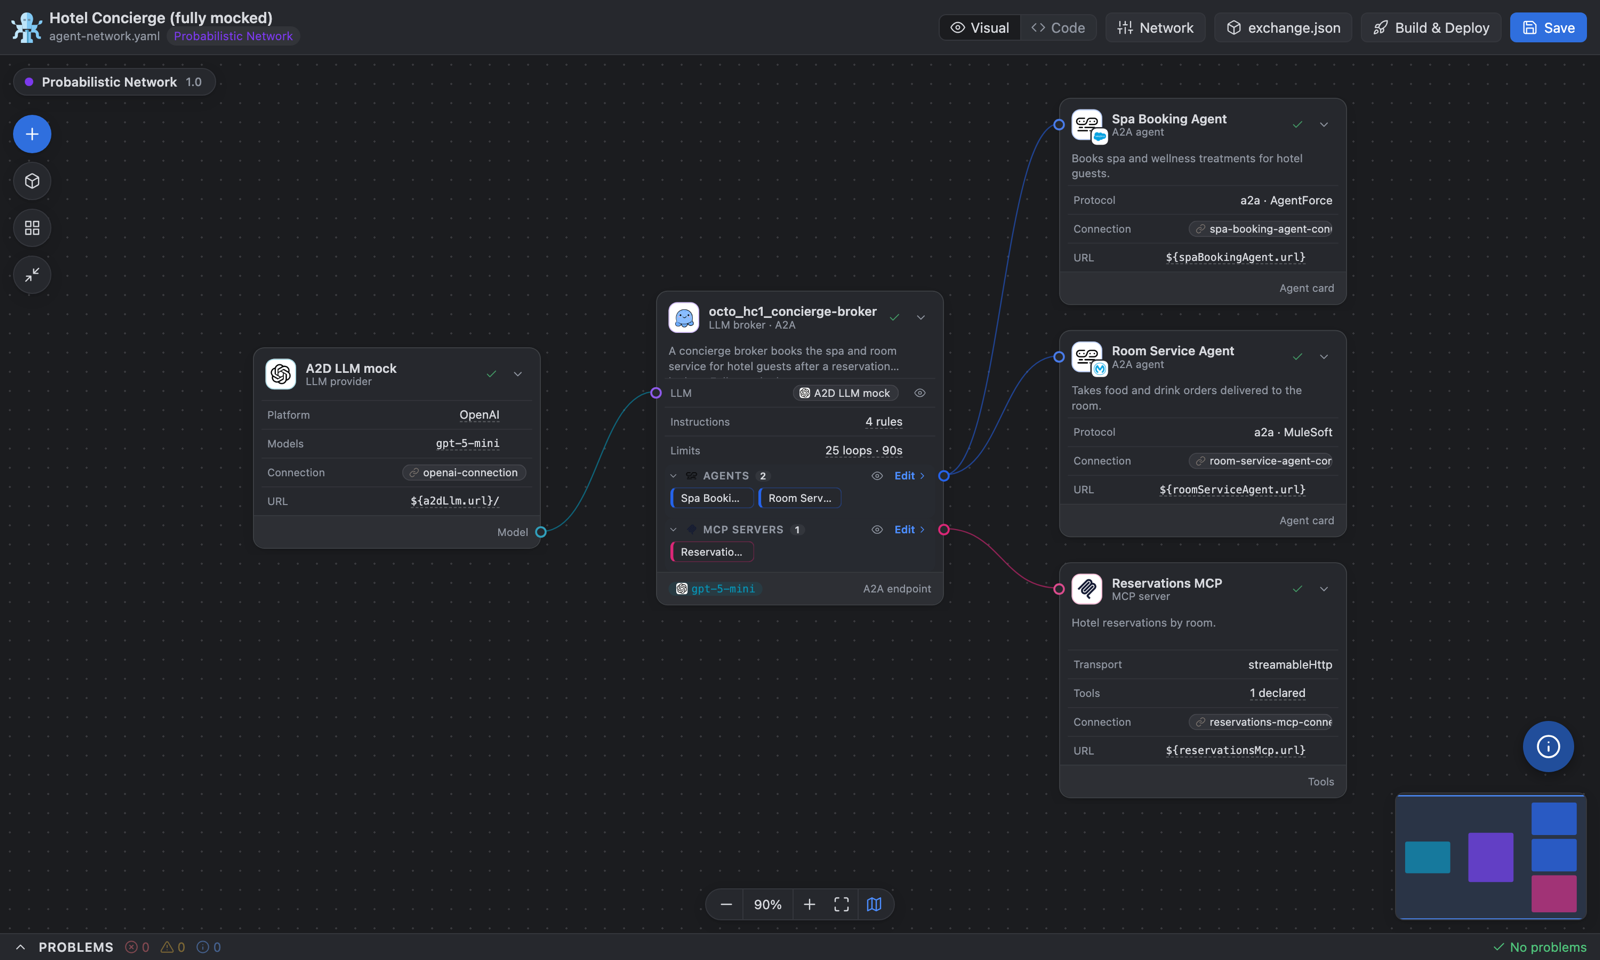 Hotel Concierge (fully mocked)
agent-network.yaml
Probabilistic Network
Visual
Code
Network
exchange.json
Build & Deploy
Save
Probabilistic Network 1.0
A2D LLM mock
LLM provider
Platform OpenAI
Models gpt-5-mini
Connection openai-connection
URL ${a2dLlm.url}/
Model
octo_hc1_concierge-broker
LLM broker · A2A
A concierge broker books the spa and room
service for hotel guests after a reservation...
LLM A2D LLM mock
Instructions 4 rules
Limits 25 loops · 90s
AGENTS 2 Edit
Spa Booki...
Room Serv...
MCP SERVERS 1 Edit
Reservatio...
gpt-5-mini
A2A endpoint
Spa Booking Agent
A2A agent
Books spa and wellness treatments for hotel
guests.
Protocol a2a · AgentForce
Connection spa-booking-agent-con
URL ${spaBookingAgent.url}
Agent card
Room Service Agent
A2A agent
Takes food and drink orders delivered to the
room.
Protocol a2a · MuleSoft
Connection room-service-agent-cor
URL ${roomServiceAgent.url}
Agent card
Reservations MCP
MCP server
Hotel reservations by room.
Transport streamableHttp
Tools 1 declared
Connection reservations-mcp-conne
URL ${reservationsMcp.url}
Tools
90%
PROBLEMS 0 0 0
No problems